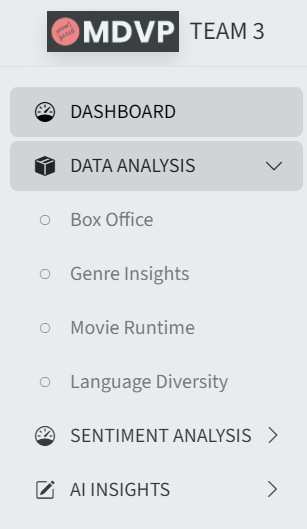 MDVP TEAM 3
DASHBOARD
DATA ANALYSIS
Box Office
Genre Insights
Movie Runtime
Language Diversity
SENTIMENT ANALYSIS
AI INSIGHTS